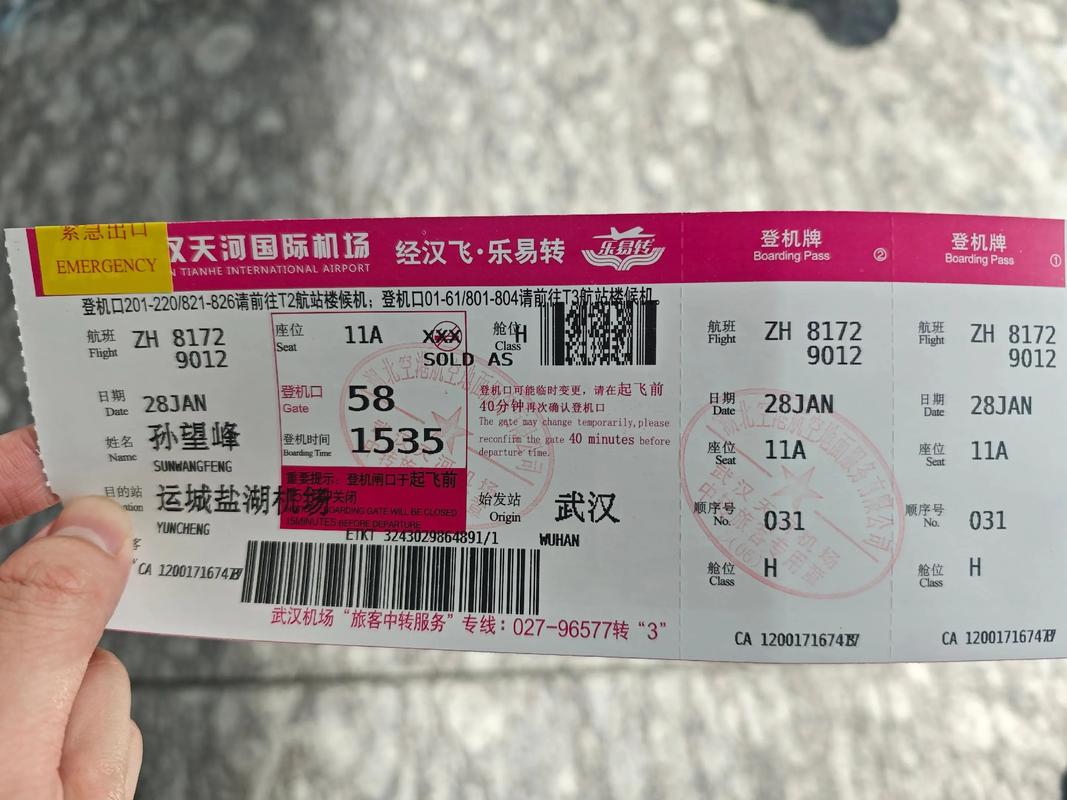 紧急出口
EMERGENCY
汉天河国际机场
TIANHE INTERNATIONAL AIRPORT
经汉飞·乐易转
乐易转
登机口201-220/821-826请前往T2航站楼候机；登机口01-61/801-804请前往T3航站楼候机。
航班
Flight
ZH 8172
9012
座位
Seat
11A
XXX
SOLD AS
舱位
Class
H
日期
Date
28JAN
登机口
Gate
58
登机口可能临时变更，请在起飞前
40分钟再次确认登机口
The gate may change temporarily,please
reconfirm the gate 40 minutes before
departure time.
姓名
Name
孙望峰
SUNWANGFENG
登机时间
Boarding Time
1535
重要提示：登机闸口于起飞前
分钟关闭
BOARDING GATE WILL BE CLOSED
15MINUTES BEFORE DEPARTURE
目的站
运城盐湖机场
YUNCHENG
始发站
Origin
武汉
WUHAN
ETKT 3243029864891/1
客
CA 120017167
武汉机场“旅客中转服务”专线：027-96577转“3”
登机牌
Boarding Pass
②
航班
Flight
ZH 8172
9012
日期
Date
28JAN
座位
Seat
11A
顺序号
No.
031
舱位
Class
H
CA 120017167
登机牌
Boarding Pass
①
航班
Flight
ZH 8172
9012
日期
Date
28JAN
座位
Seat
11A
顺序号
No.
031
舱位
Class
H
CA 120017167